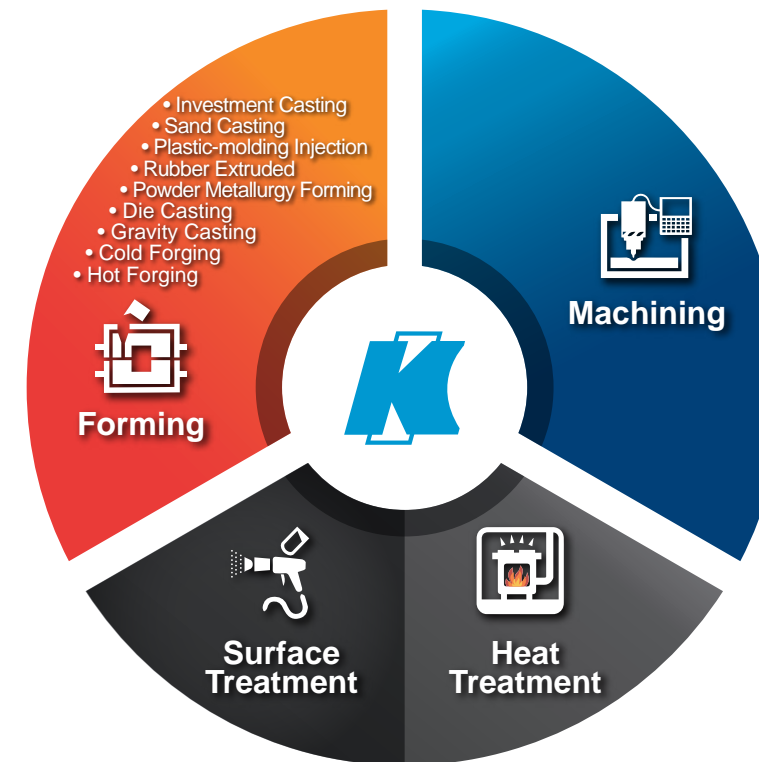 • Investment Casting
• Sand Casting
• Plastic-molding Injection
• Rubber Extruded
• Powder Metallurgy Forming
• Die Casting
• Gravity Casting
• Cold Forging
• Hot Forging
Forming
Machining
K
Surface
Treatment
Heat
Treatment